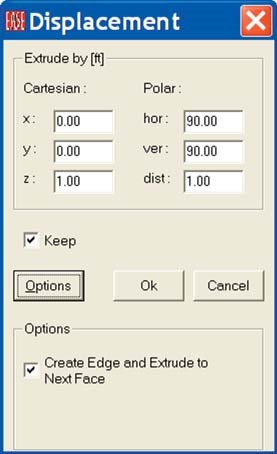 EASE Displacement
Extrude by [ft]
Cartesian : Polar :
x : 0.00 hor : 90.00
y : 0.00 ver : 90.00
z : 1.00 dist : 1.00
Keep
Options Ok Cancel
Options
Create Edge and Extrude to
Next Face